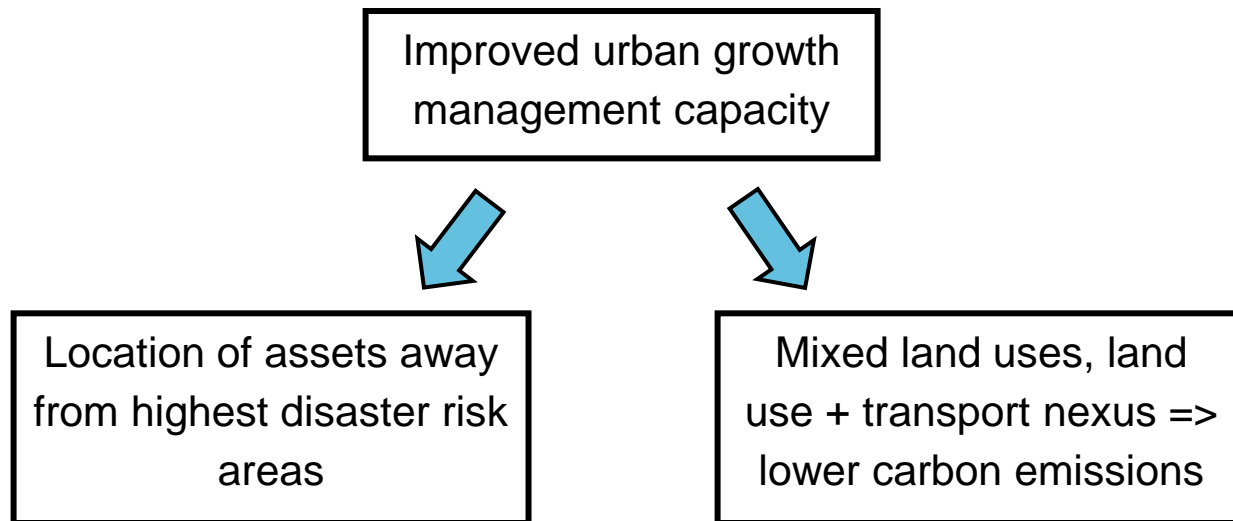 Improved urban growth
management capacity
Location of assets away
from highest disaster risk
areas
Mixed land uses, land
use + transport nexus =>
lower carbon emissions